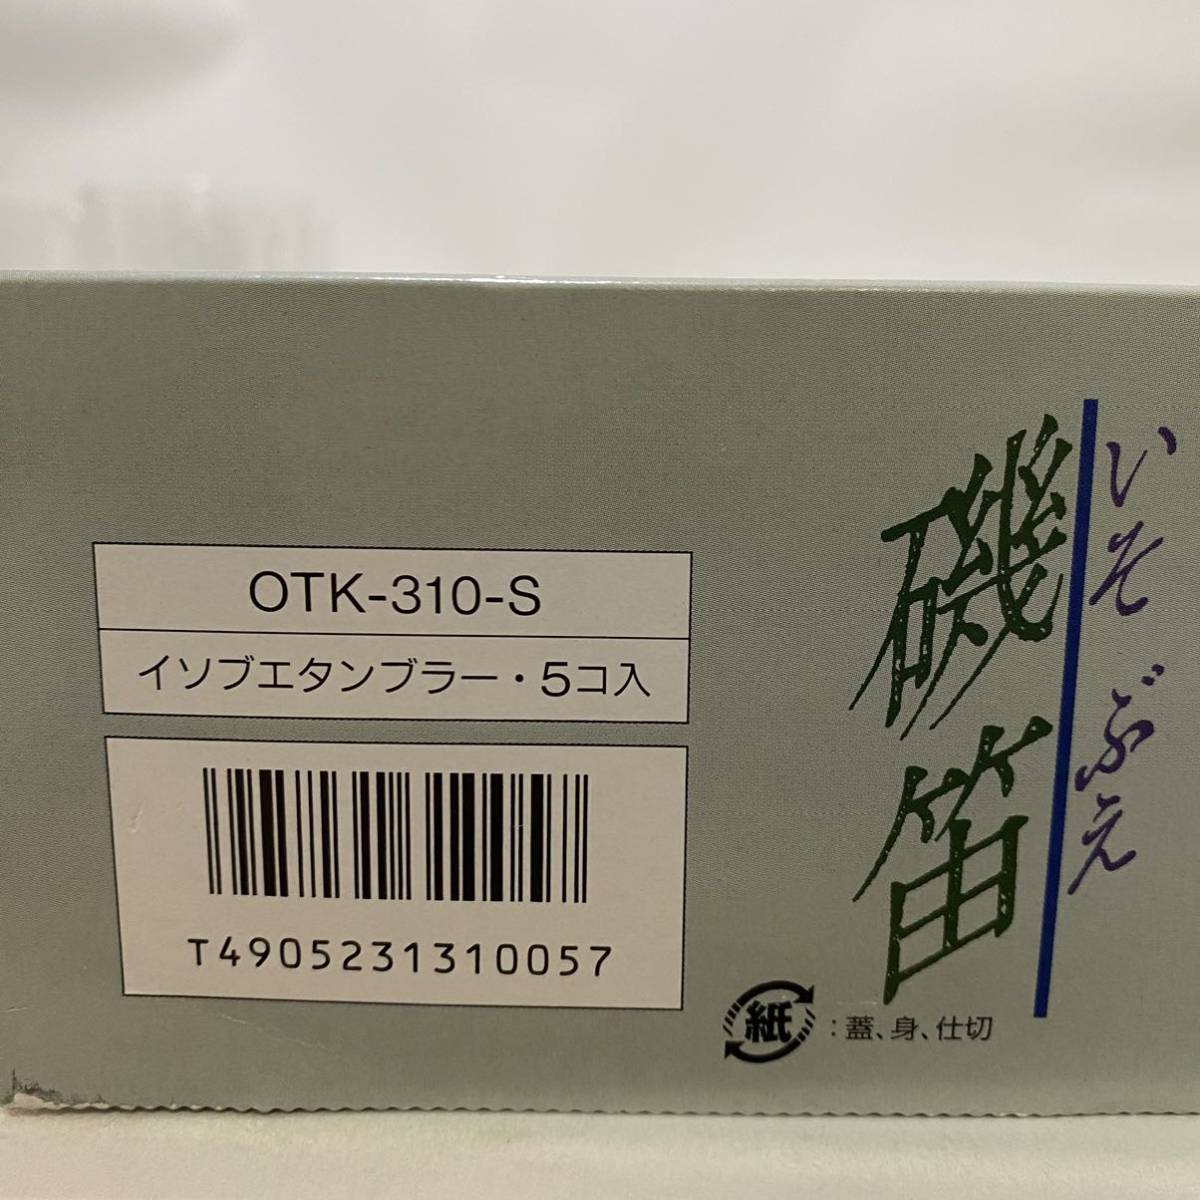 OTK-310-S
イソブエタンブラー・5コ入
T4905231310057
いそぶえ
磯笛
紙:蓋、身、仕切